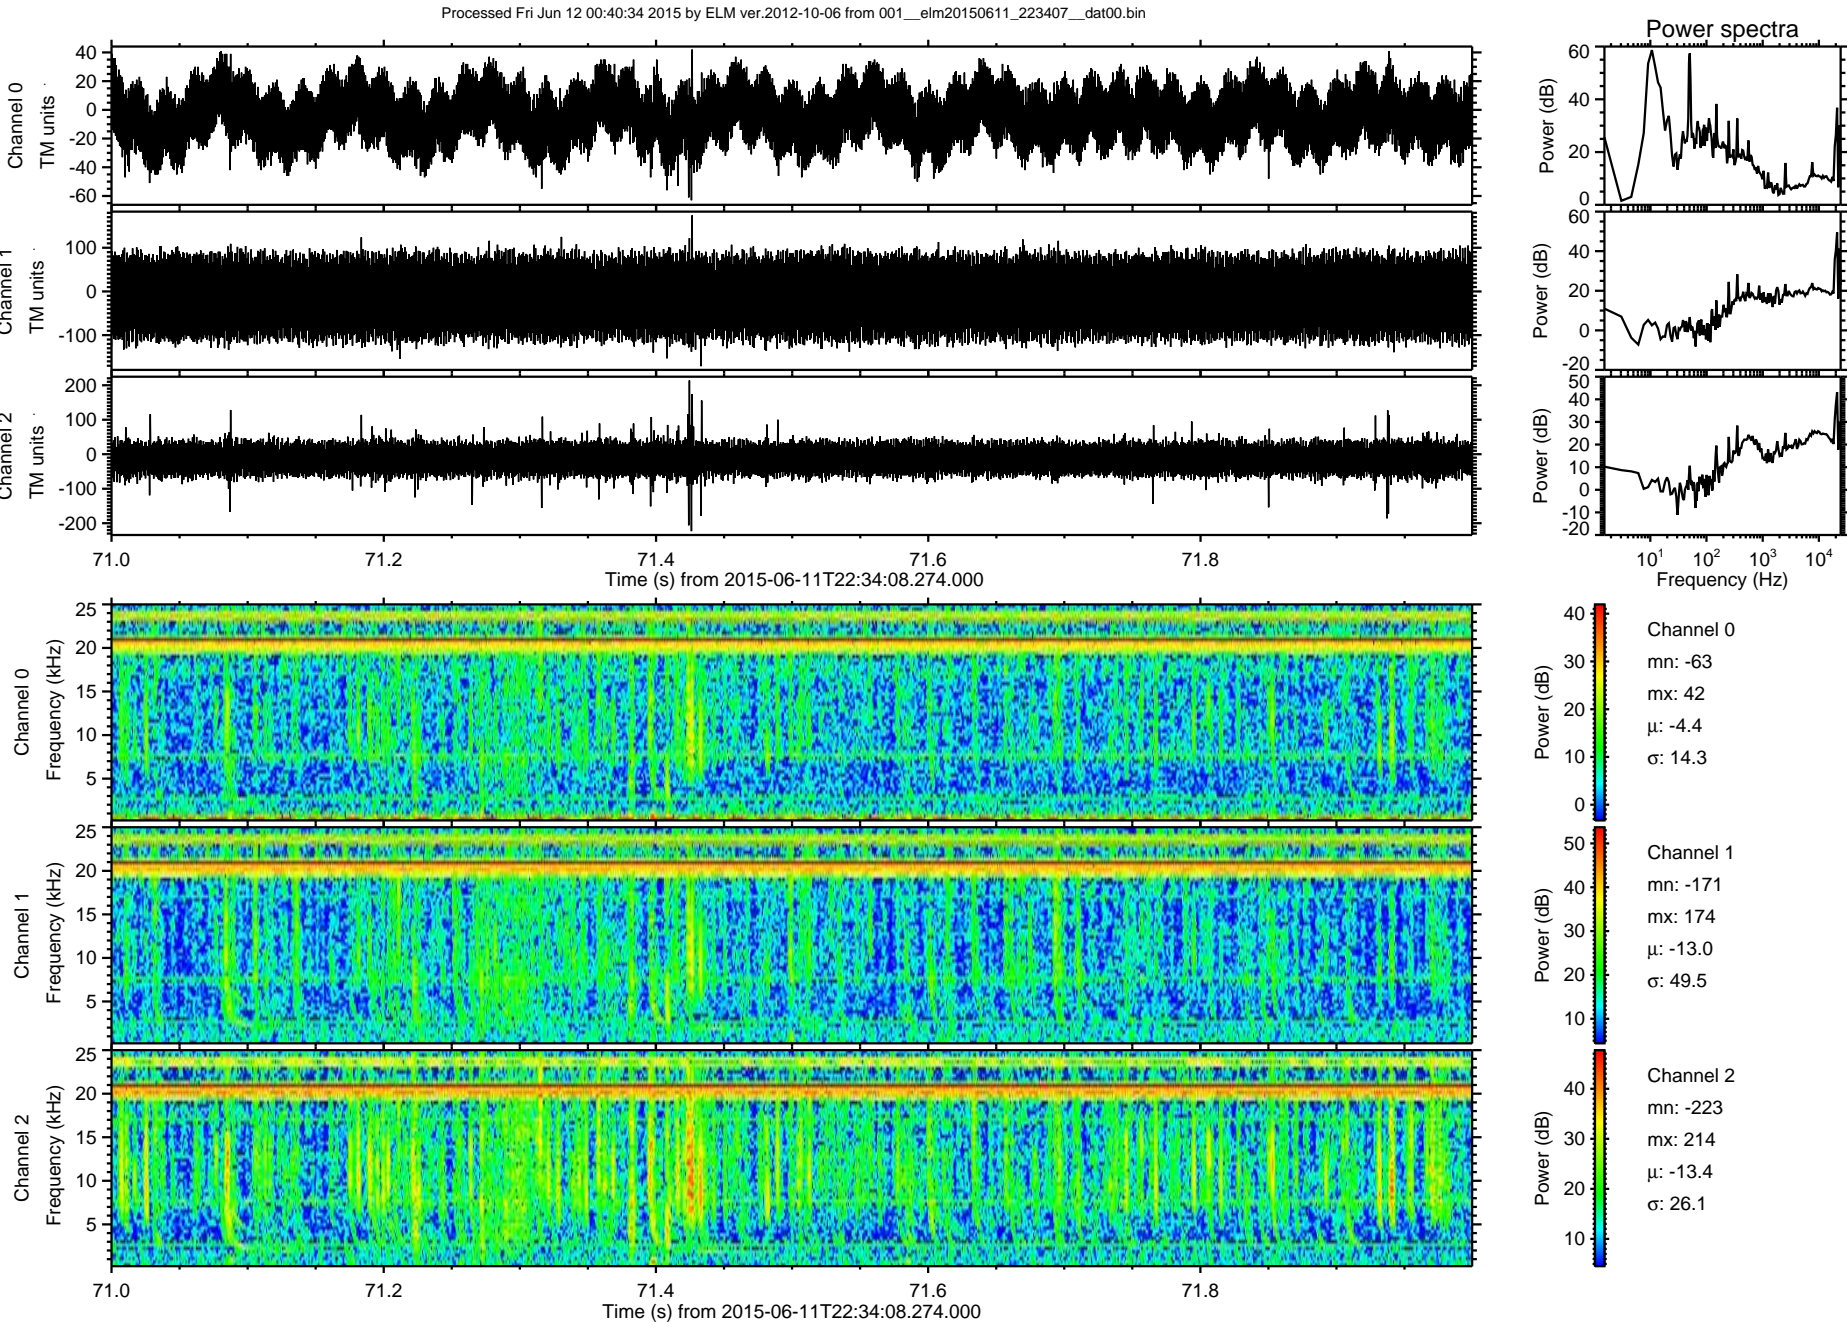 Processed Fri Jun 12 00:40:34 2015 by ELM ver.2012-10-06 from 001__elm20150611_223407__dat00.bin
Power spectra
Channel 0
TM units
40
20
0
-20
-40
-60
Power (dB)
60
40
20
0
Channel 1
TM units
100
0
-100
Power (dB)
60
40
20
0
-20
Channel 2
TM units
200
100
0
-100
-200
Power (dB)
50
40
30
20
10
0
-10
-20
71.0 71.2 71.4 71.6 71.8
Time (s) from 2015-06-11T22:34:08.274.000
10^1 10^2 10^3 10^4
Frequency (Hz)
Channel 0
Frequency (kHz)
25
20
15
10
5
Power (dB)
40
30
20
10
0
Channel 0
mn: -63
mx: 42
μ: -4.4
σ: 14.3
Channel 1
Frequency (kHz)
25
20
15
10
5
Power (dB)
50
40
30
20
10
Channel 1
mn: -171
mx: 174
μ: -13.0
σ: 49.5
Channel 2
Frequency (kHz)
25
20
15
10
5
Power (dB)
40
30
20
10
Channel 2
mn: -223
mx: 214
μ: -13.4
σ: 26.1
71.0 71.2 71.4 71.6 71.8
Time (s) from 2015-06-11T22:34:08.274.000